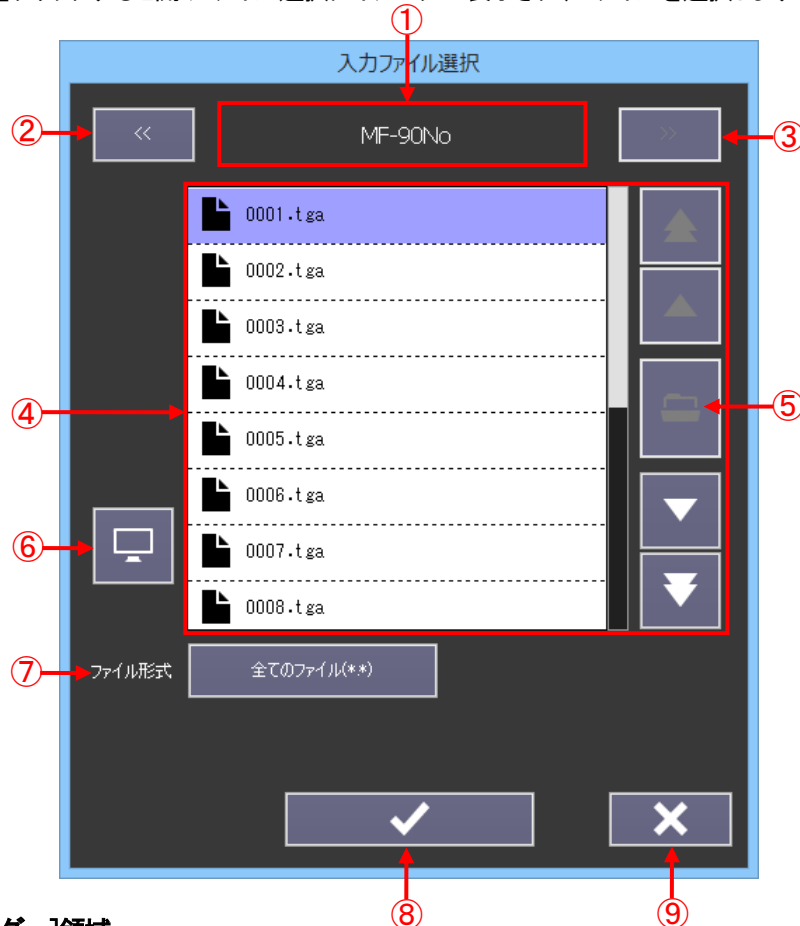 ①
入力ファイル選択
② << MF-90No >> ③
0001.tga
0002.tga
0003.tga
0004.tga
④ ⑤
0005.tga
0006.tga
⑥
0007.tga
0008.tga
⑦ ファイル形式 全てのファイル(*.*)
⑧ ⑨